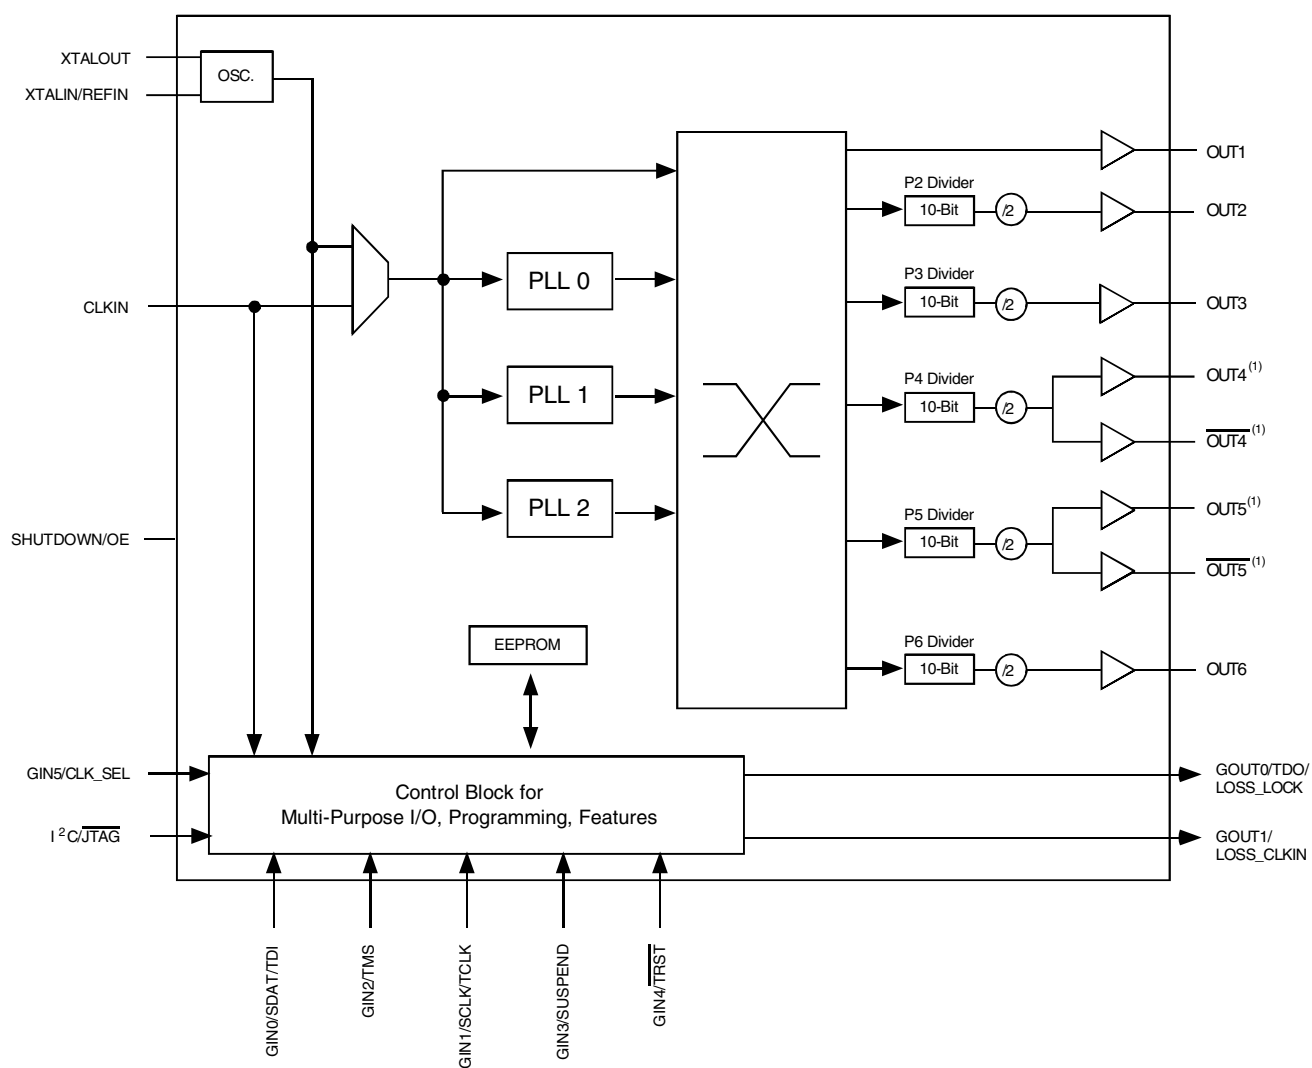 XTALOUT
OSC.
XTALIN/REFIN
OUT1
P2 Divider
10-Bit
/2
OUT2
P3 Divider
PLL 0
10-Bit
/2
OUT3
CLKIN
P4 Divider
OUT4(1)
PLL 1
10-Bit
/2
OUT4(1)
PLL 2
P5 Divider
OUT5(1)
SHUTDOWN/OE
10-Bit
/2
OUT5(1)
EEPROM
P6 Divider
10-Bit
/2
OUT6
GIN5/CLK_SEL
Control Block for
Multi-Purpose I/O, Programming, Features
GOUT0/TDO/
LOSS_LOCK
I2C/JTAG
GOUT1/
LOSS_CLKIN
GIN0/SDAT/TDI
GIN2/TMS
GIN1/SCLK/TCLK
GIN3/SUSPEND
GIN4/TRST